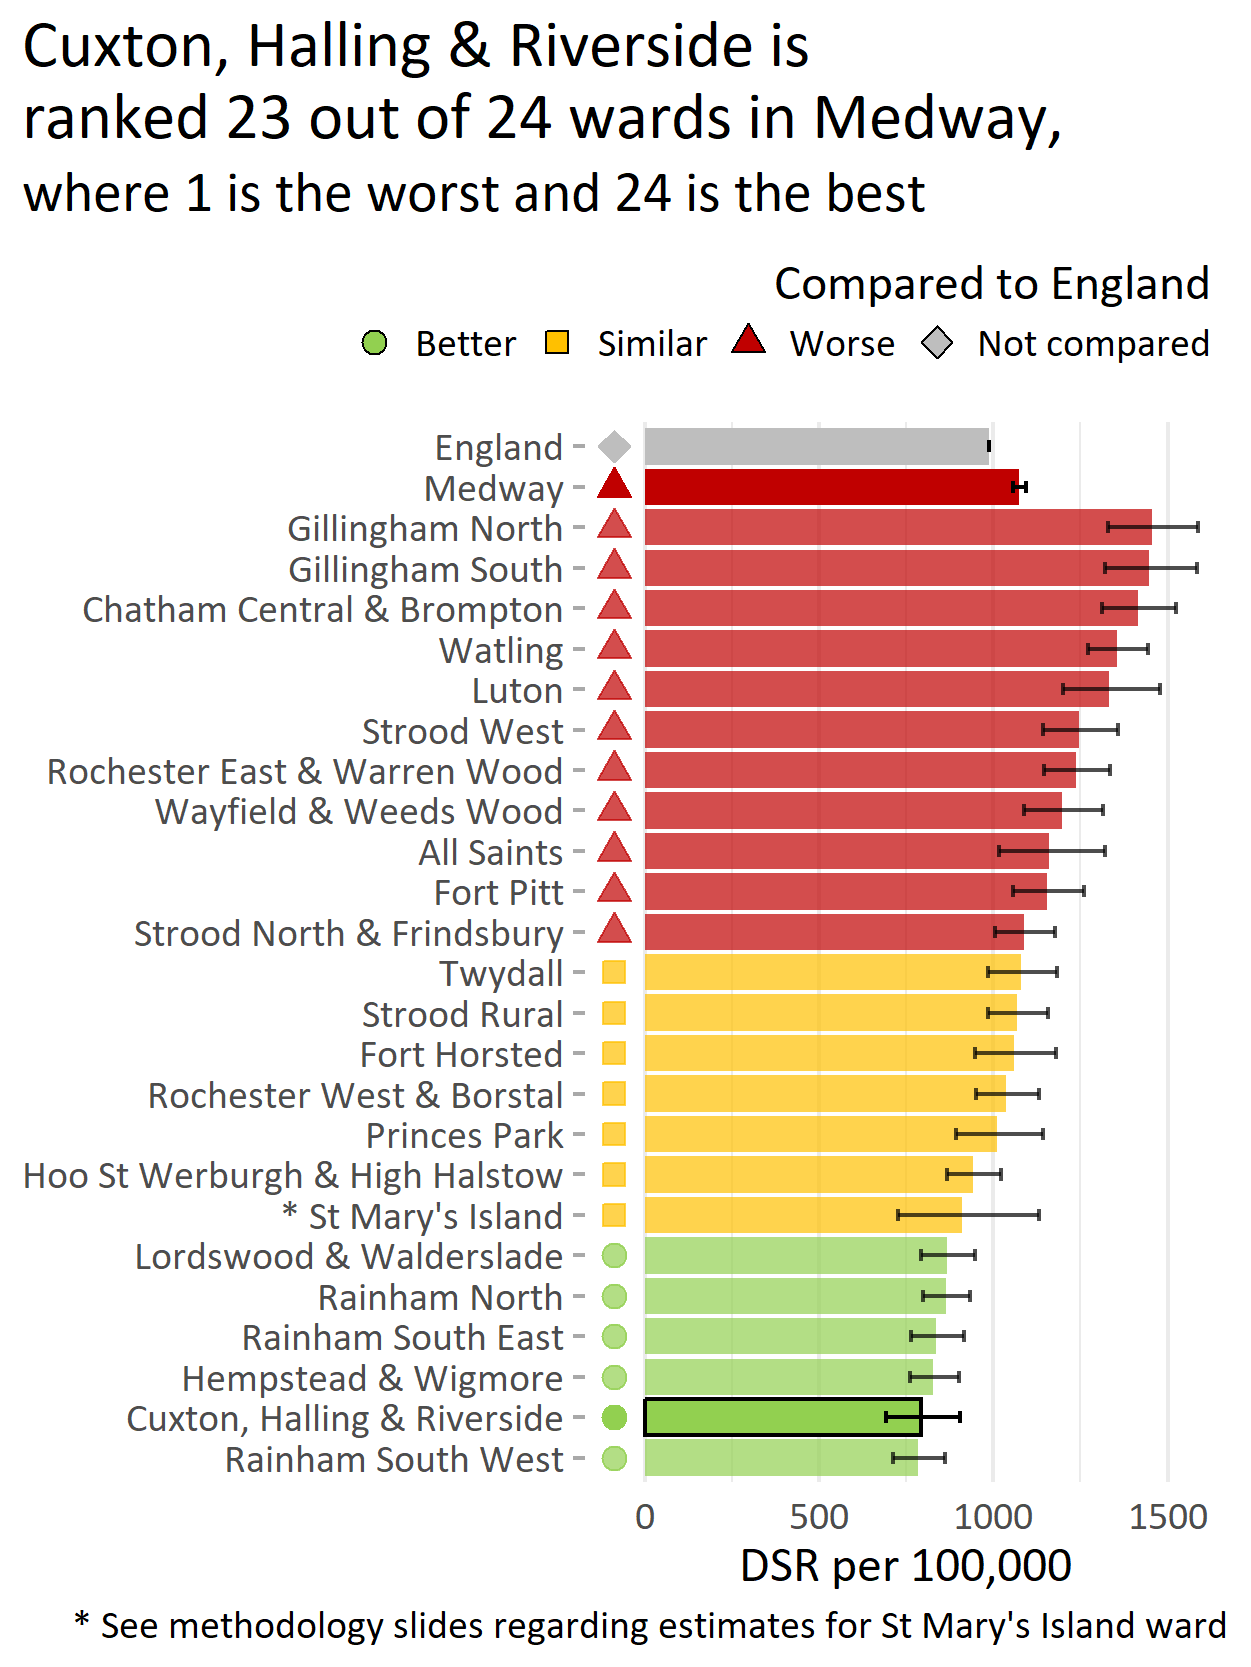 Cuxton, Halling & Riverside is
ranked 23 out of 24 wards in Medway,
where 1 is the worst and 24 is the best
Compared to England
Better Similar Worse Not compared
England
Medway
Gillingham North
Gillingham South
Chatham Central & Brompton
Watling
Luton
Strood West
Rochester East & Warren Wood
Wayfield & Weeds Wood
All Saints
Fort Pitt
Strood North & Frindsbury
Twydall
Strood Rural
Fort Horsted
Rochester West & Borstal
Princes Park
Hoo St Werburgh & High Halstow
* St Mary's Island
Lordswood & Walderslade
Rainham North
Rainham South East
Hempstead & Wigmore
Cuxton, Halling & Riverside
Rainham South West
0 500 1000 1500
DSR per 100,000
* See methodology slides regarding estimates for St Mary's Island ward